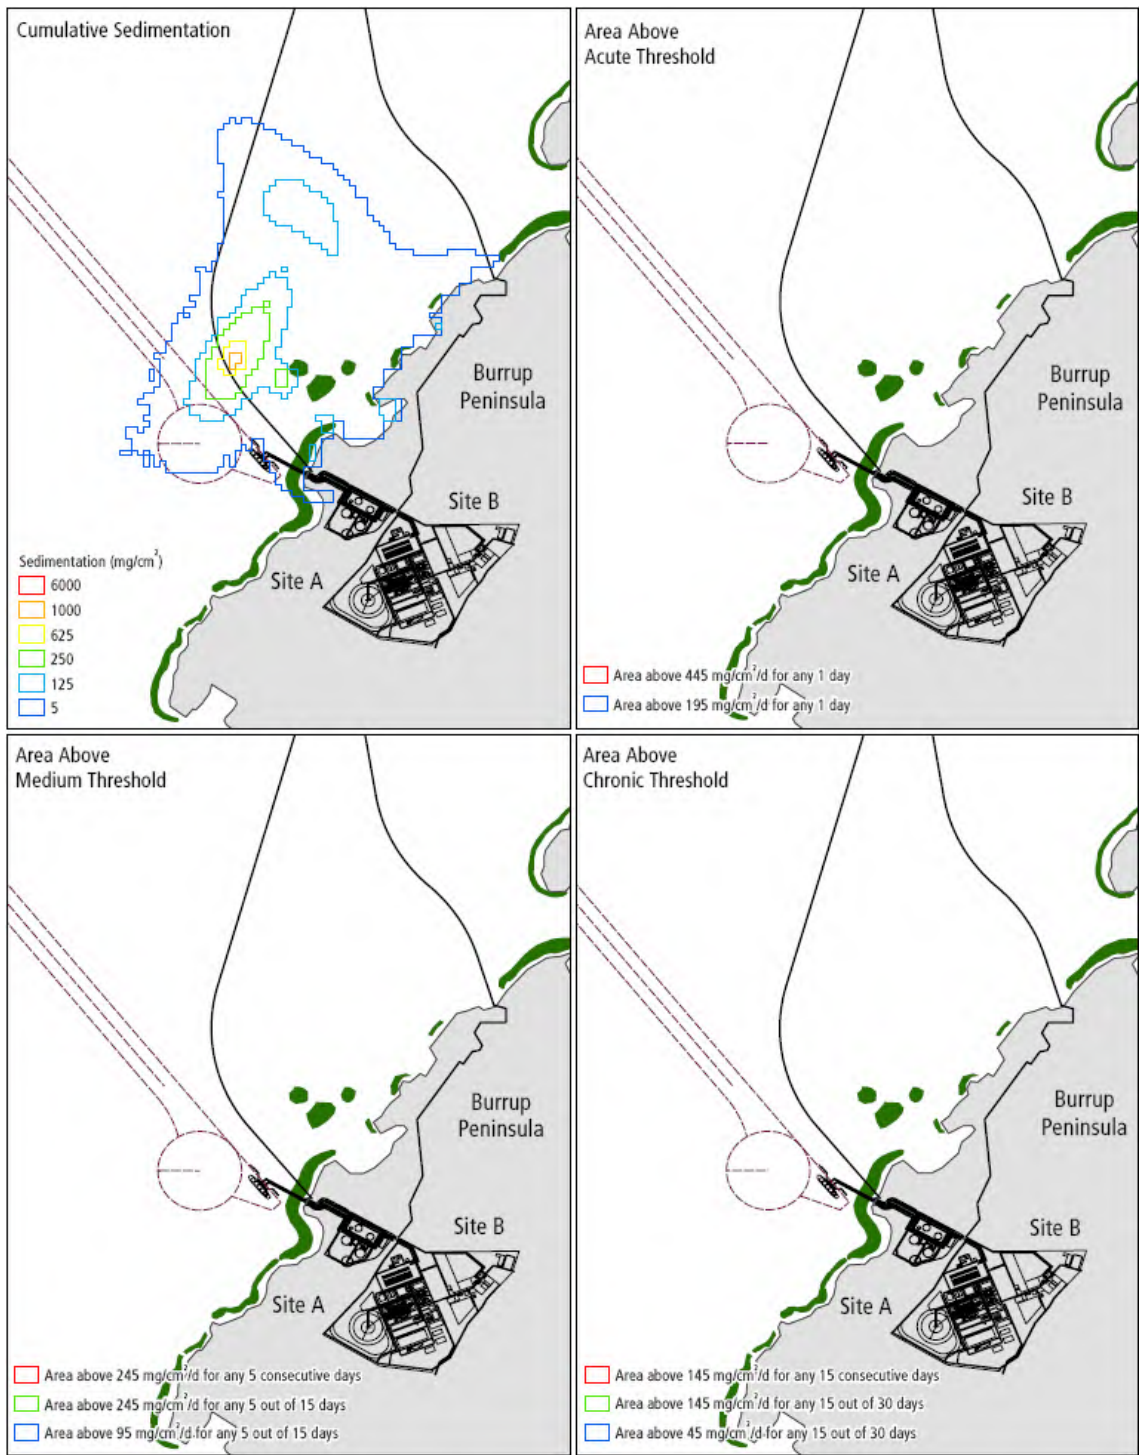 Cumulative Sedimentation
Burrup
Peninsula
Site B
Site A
Sedimentation (mg/cm²)
6000
1000
625
250
125
5
Area Above
Acute Threshold
Burrup
Peninsula
Site B
Site A
Area above 445 mg/cm²/d for any 1 day
Area above 195 mg/cm²/d for any 1 day
Area Above
Medium Threshold
Burrup
Peninsula
Site B
Site A
Area above 245 mg/cm²/d for any 5 consecutive days
Area above 245 mg/cm²/d for any 5 out of 15 days
Area above 95 mg/cm²/d for any 5 out of 15 days
Area Above
Chronic Threshold
Burrup
Peninsula
Site B
Site A
Area above 145 mg/cm²/d for any 15 consecutive days
Area above 145 mg/cm²/d for any 15 out of 30 days
Area above 45 mg/cm²/d for any 15 out of 30 days